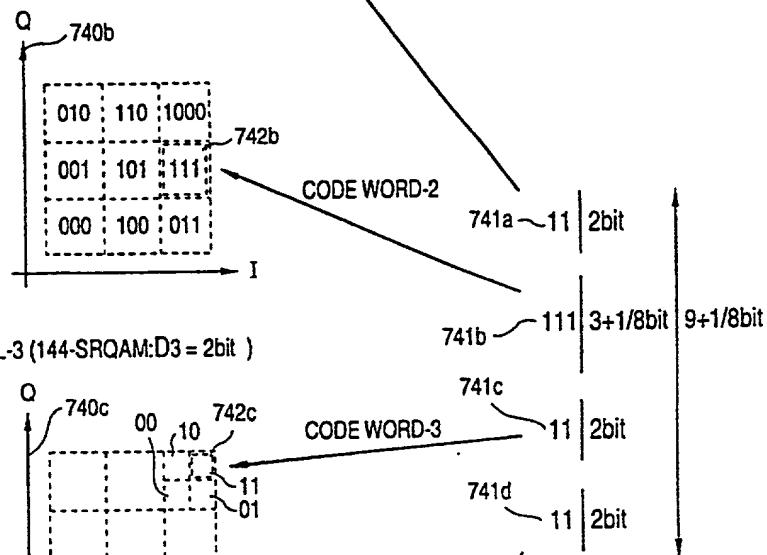 Q
740b
010 110 1000
742b
001 101 111
CODE WORD-2
000 100 011
741a 11 2bit
I
741b 111 3+1/8bit 9+1/8bit
-3 (144-SRQAM:D3 = 2bit )
Q
740c
00 10 742c
741c
CODE WORD-3
11 2bit
11
01
741d
11 2bit